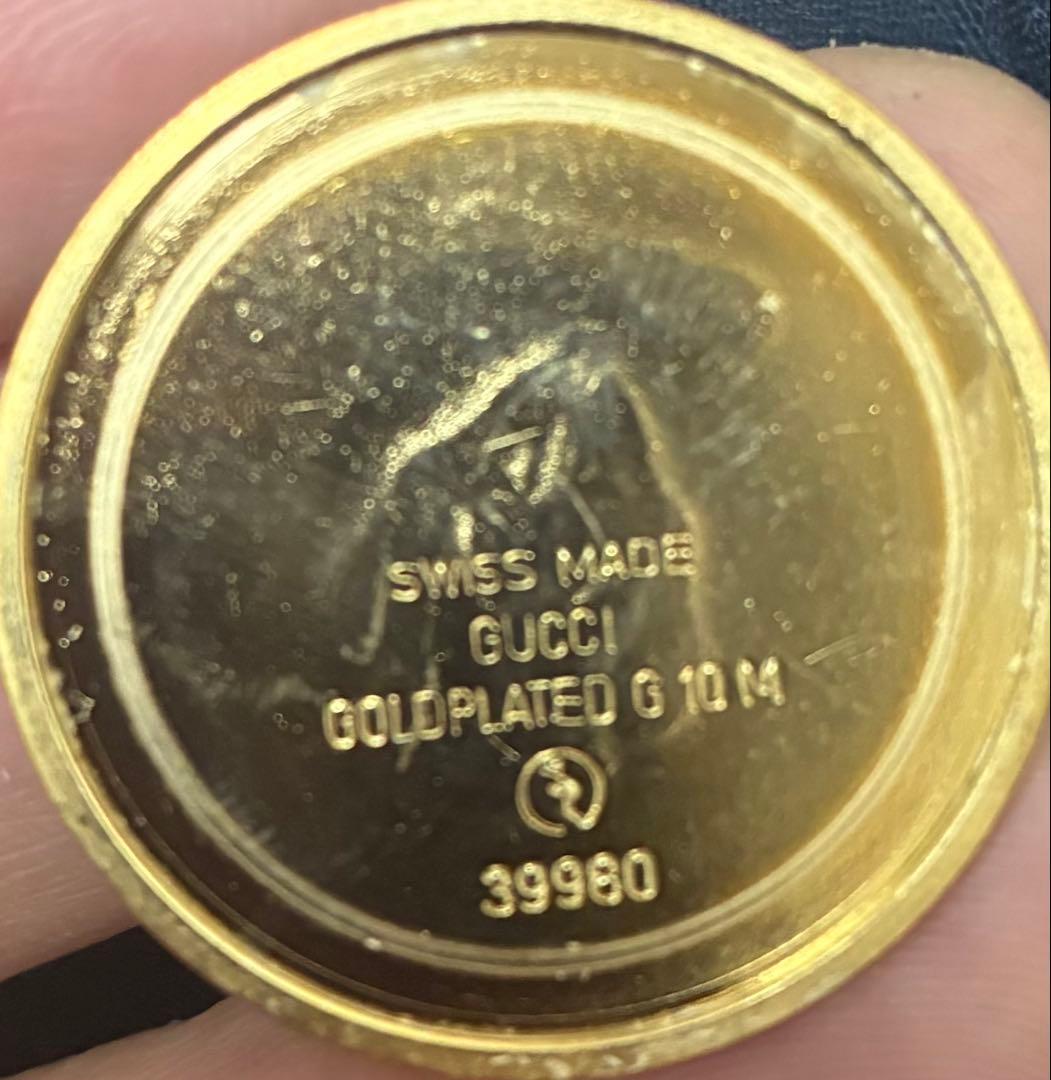 SWISS MADE
GUCCI
GOLDPLATED G 10 M
39980